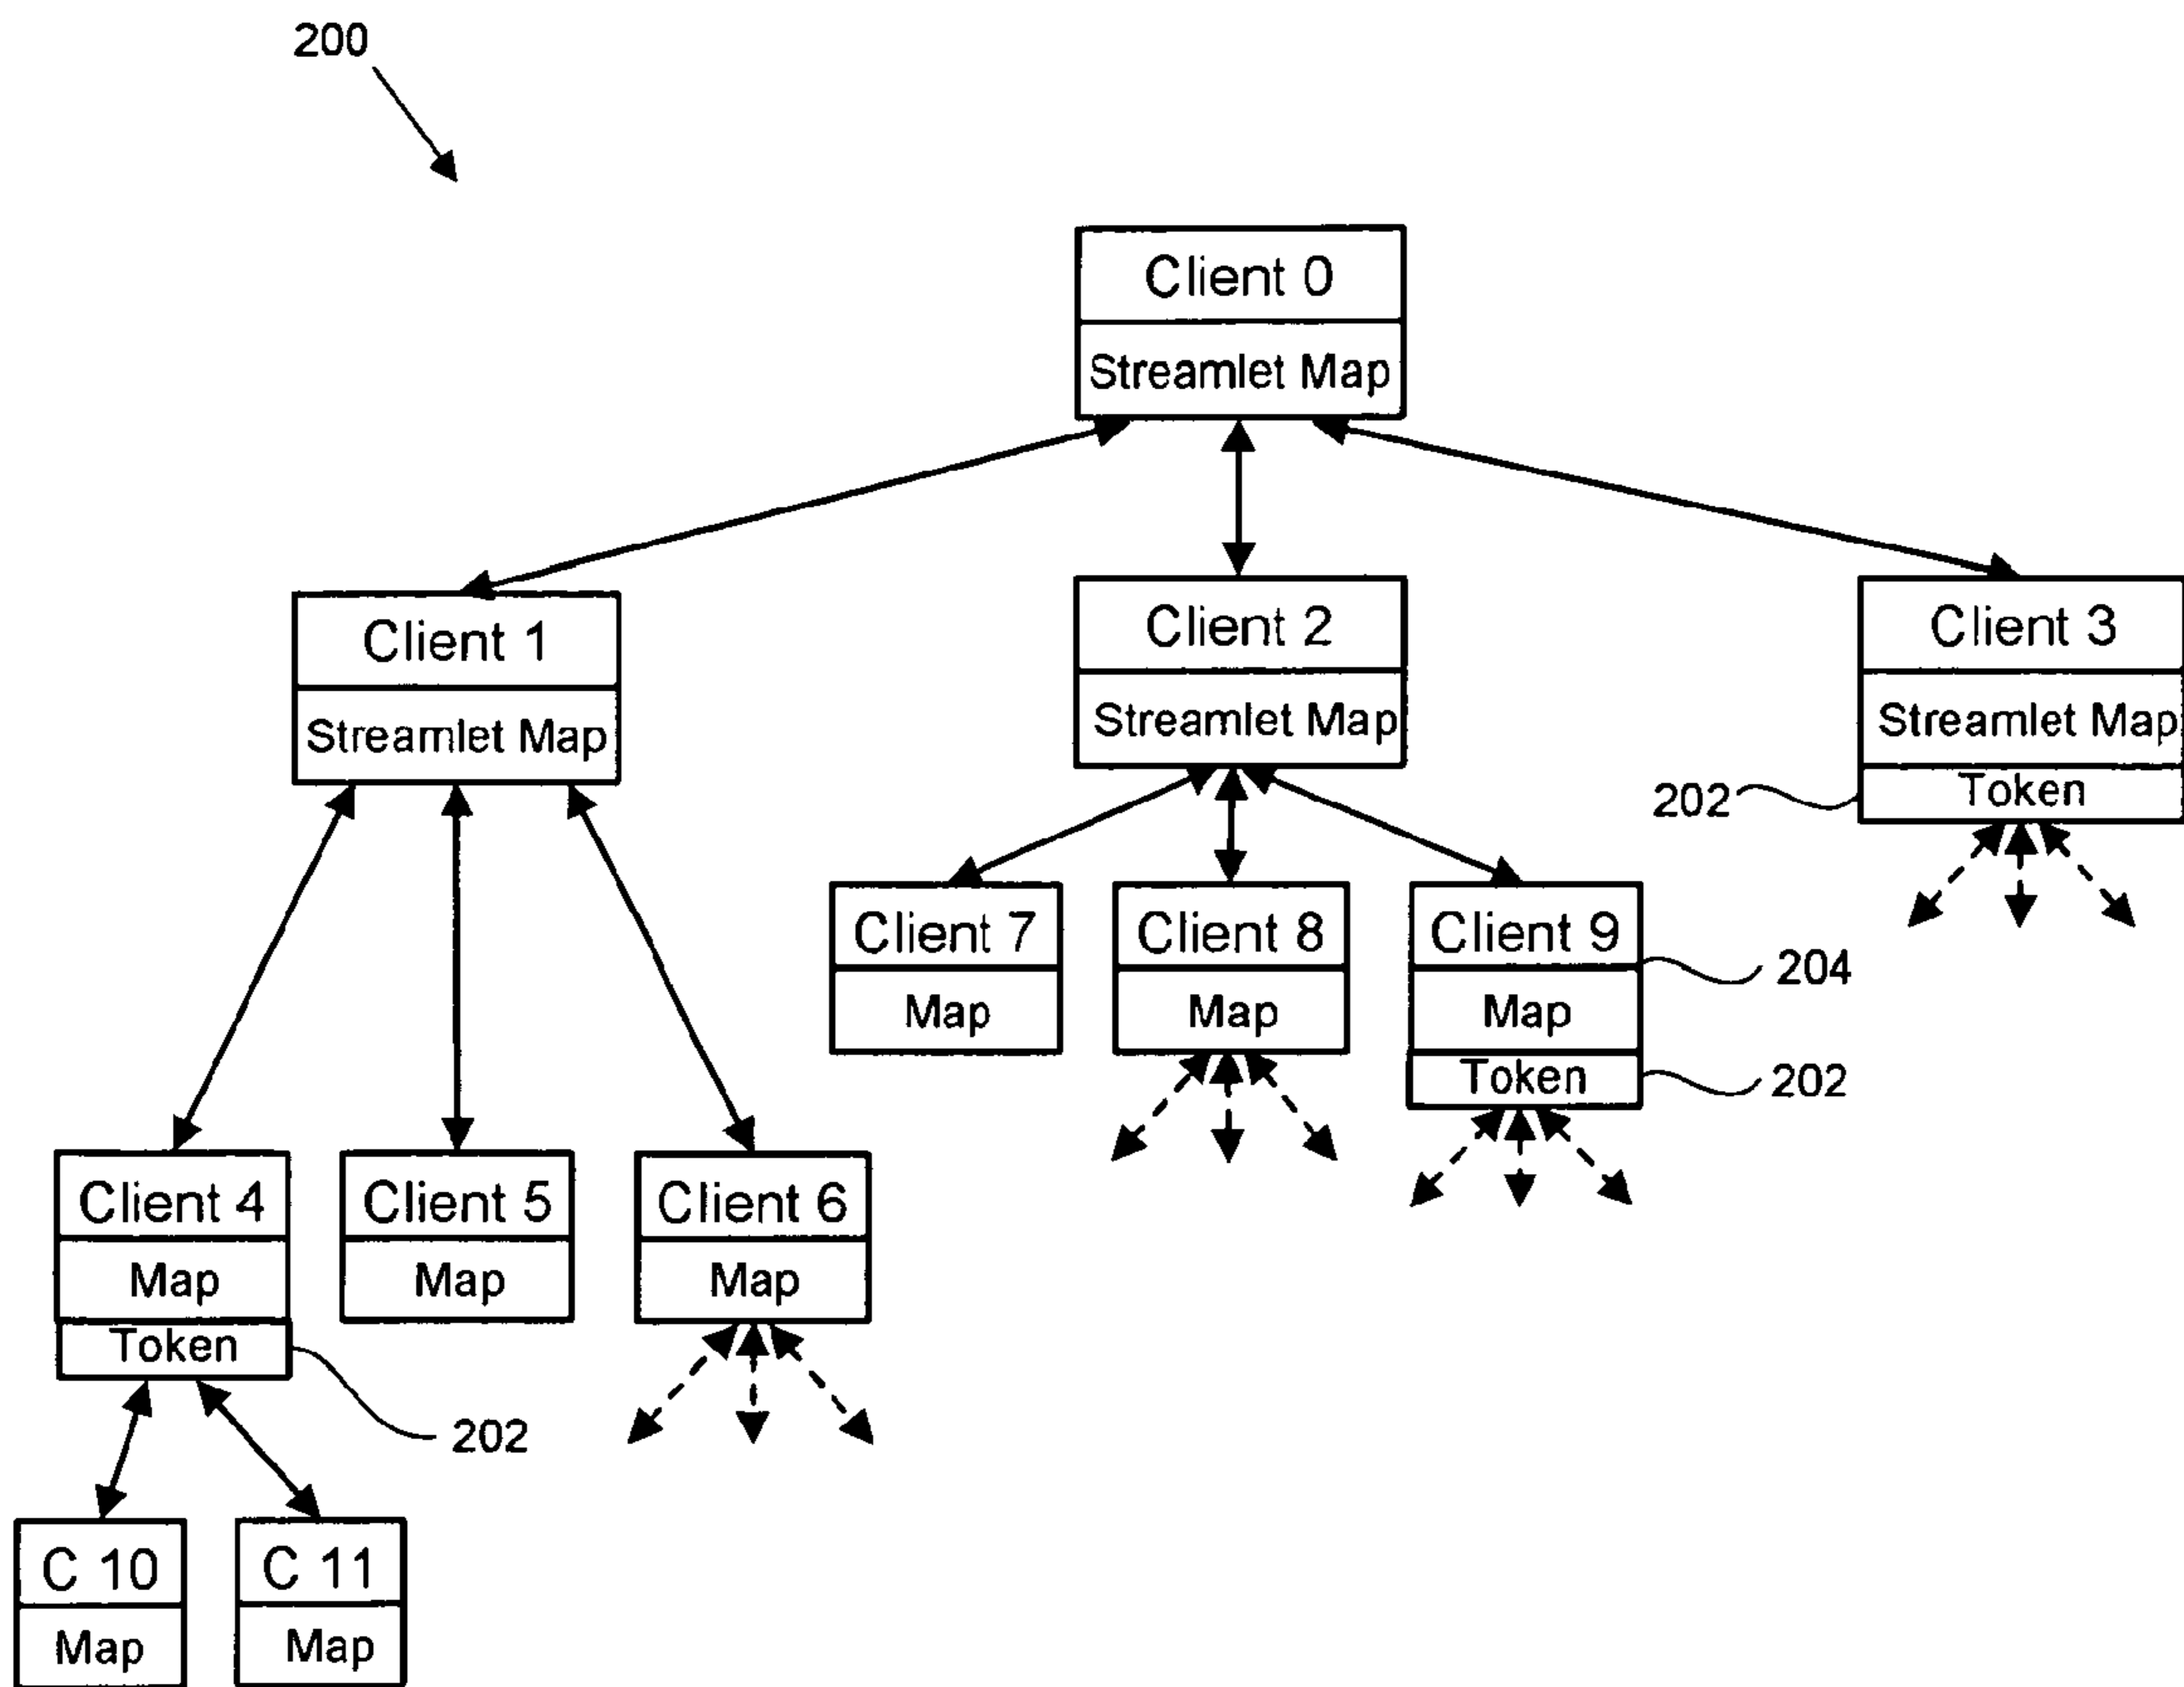 200
Client 0
Streamlet Map
Client 1
Streamlet Map
Client 2
Streamlet Map
Client 3
Streamlet Map
Token
202
Client 7
Map
Client 8
Map
Client 9
Map
Token
204
202
Client 4
Map
Token
Client 5
Map
Client 6
Map
202
C 10
Map
C 11
Map